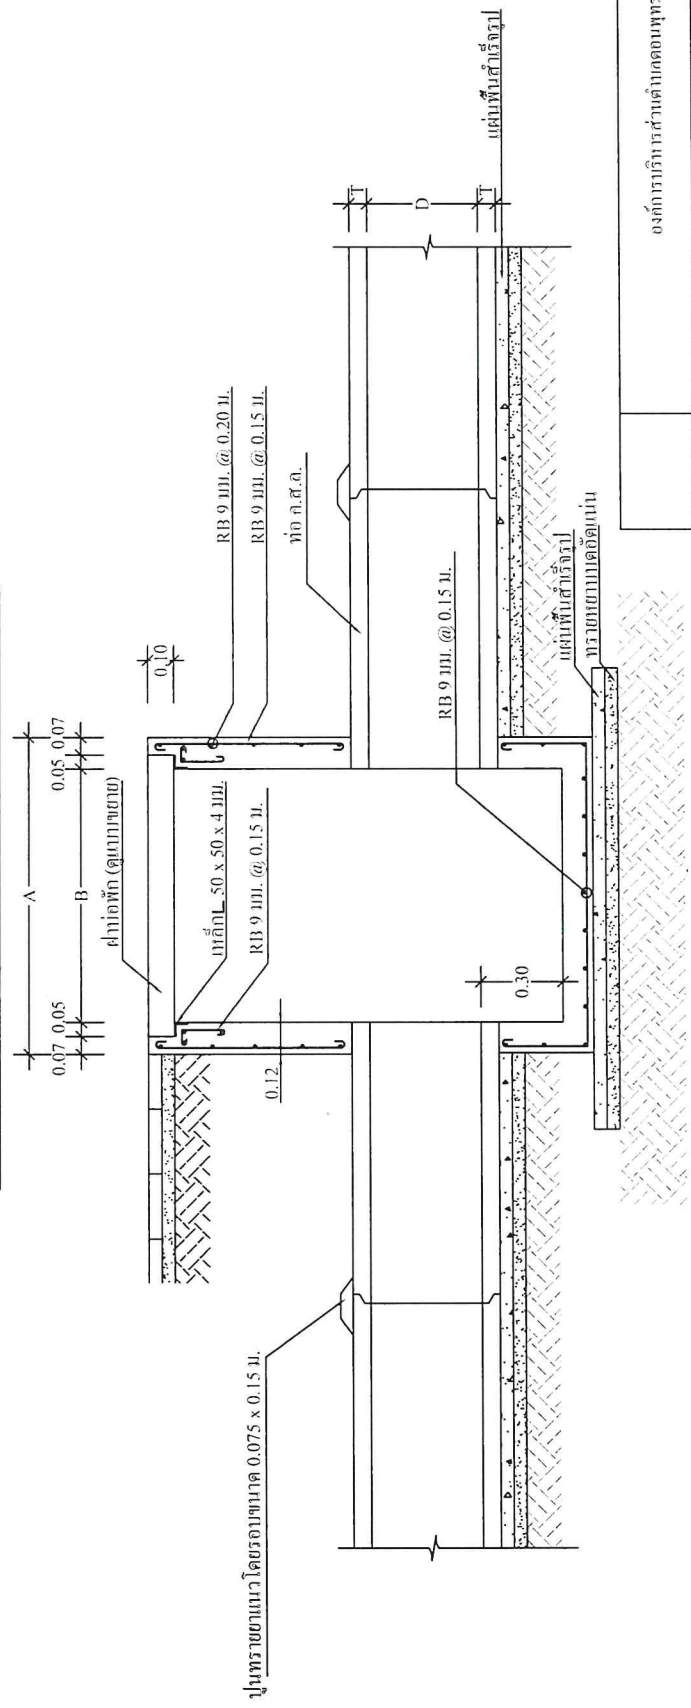 A
0.05
0.07
0.07
0.05
B
0.10
ฝาบ่อพัก (ดูแบบขยาย)
เหล็ก L 50 x 50 x 4 มม.
RB 9 มม. @ 0.15 ม.
0.12
RB 9 มม. @ 0.20 ม.
RB 9 มม. @ 0.15 ม.
ท่อ ค.ส.ล.
ปูนทรายยาแนวโดยรอบขนาด 0.075 x 0.15 ม.
T
D
T
0.30
RB 9 มม. @ 0.15 ม.
แผ่นพื้นสำเร็จรูป
แผ่นพื้นสำเร็จรูป
ทรายหยาบบดอัดแน่น
องค์การบริหารส่วนตำบลดอนพุทรา